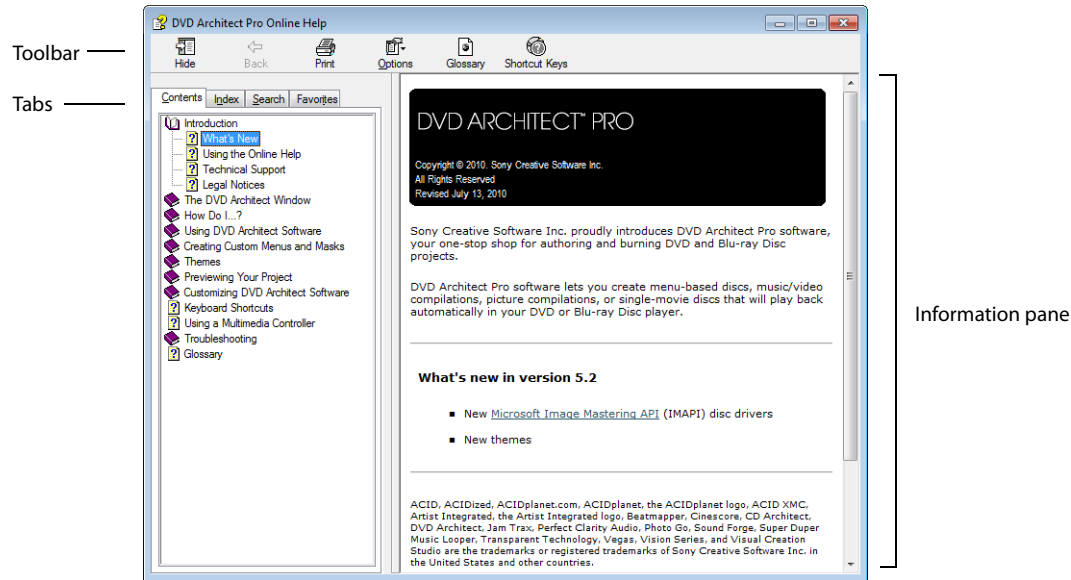 DVD Architect Pro Online Help
Toolbar
Hide
Back
Print
Options
Glossary
Shortcut Keys
Tabs
Contents
Index
Search
Favorites
Introduction
What's New
Using the Online Help
Technical Support
Legal Notices
The DVD Architect Window
How Do I...?
Using DVD Architect Software
Creating Custom Menus and Masks
Themes
Previewing Your Project
Customizing DVD Architect Software
Keyboard Shortcuts
Using a Multimedia Controller
Troubleshooting
Glossary
DVD ARCHITECT™ PRO
Copyright © 2010. Sony Creative Software Inc.
All Rights Reserved
Revised July 13, 2010
Sony Creative Software Inc. proudly introduces DVD Architect Pro software,
your one-stop shop for authoring and burning DVD and Blu-ray Disc
projects.
DVD Architect Pro software lets you create menu-based discs, music/video
compilations, picture compilations, or single-movie discs that will play back
automatically in your DVD or Blu-ray Disc player.
What's new in version 5.2
■ New Microsoft Image Mastering API (IMAPI) disc drivers
■ New themes
ACID, ACIDized, ACIDplanet.com, ACIDplanet, the ACIDplanet logo, ACID XMC,
Artist Integrated, the Artist Integrated logo, Beatmapper, Cinescore, CD Architect,
DVD Architect, Jam Trax, Perfect Clarity Audio, Photo Go, Sound Forge, Super Duper
Music Looper, Transparent Technology, Vegas, Vision Series, and Visual Creation
Studio are the trademarks or registered trademarks of Sony Creative Software Inc. in
the United States and other countries.
Information pane